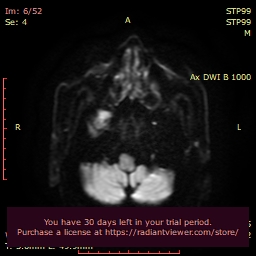 Im: 6/52
STP99
Se: 4
STP99
A
M
Ax DWI B 1000
R
L
You have 30 days left in your trial period.
Purchase a license at https://radiantviewer.com/store/